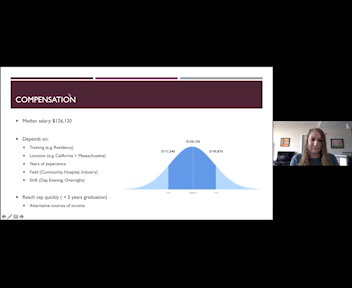 COMPENSATION
Median salary: $126,120
Depends on:
Training (e.g. Residency)
Location (e.g. California > Massachusetts)
Years of experience
Field (Community, Hospital, Industry)
Shift (Day, Evening, Overnight)
Reach cap quickly ( < 5 years graduation)
Alternative sources of income
$126,120